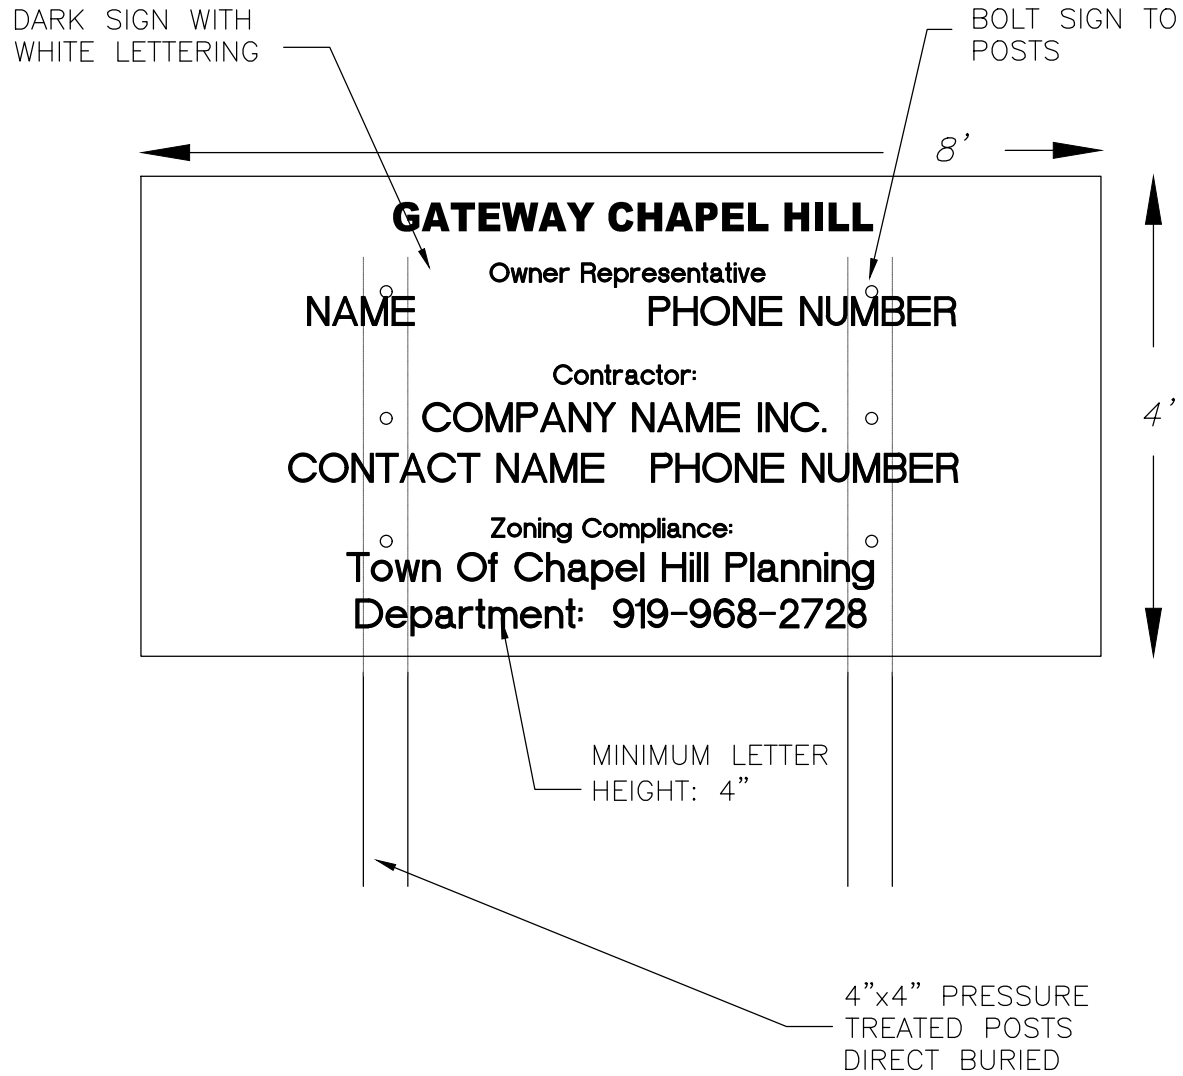 DARK SIGN WITH
WHITE LETTERING
BOLT SIGN TO
POSTS
8'
GATEWAY CHAPEL HILL
Owner Representative
NAME PHONE NUMBER
Contractor:
COMPANY NAME INC.
4'
CONTACT NAME PHONE NUMBER
Zoning Compliance:
Town Of Chapel Hill Planning
Department: 919-968-2728
MINIMUM LETTER
HEIGHT: 4"
4"x4" PRESSURE
TREATED POSTS
DIRECT BURIED